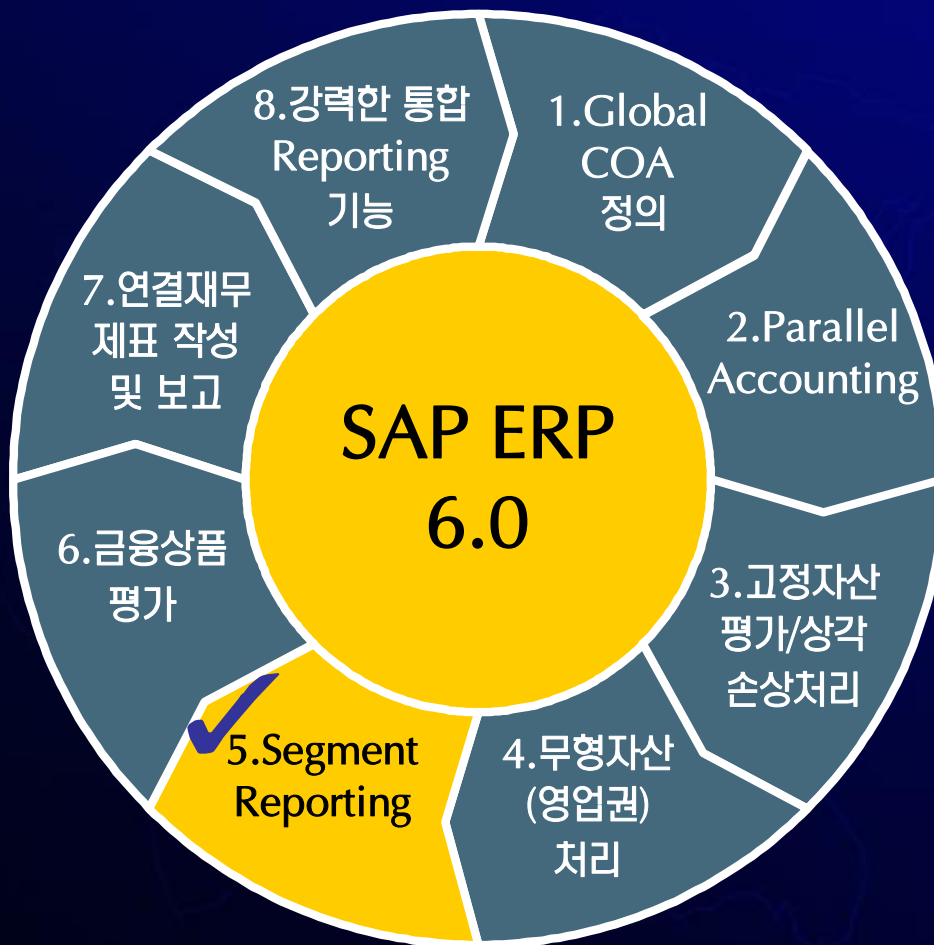 SAP ERP
6.0
1.Global
COA
정의
2.Parallel
Accounting
3.고정자산
평가/상각
손상처리
4.무형자산
(영업권)
처리
5.Segment
Reporting
6.금융상품
평가
7.연결재무
제표 작성
및 보고
8.강력한 통합
Reporting
기능